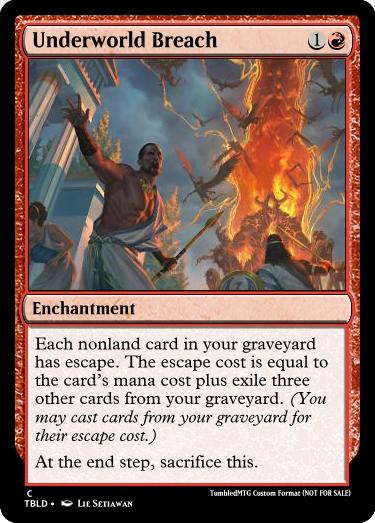 Underworld Breach 1
Enchantment
Each nonland card in your graveyard
has escape. The escape cost is equal to
the card's mana cost plus exile three
other cards from your graveyard. (You
may cast cards from your graveyard for
their escape cost.)
At the end step, sacrifice this.
C
TBLD • Lie Setiawan
TumbledMTG Custom Format (NOT FOR SALE)